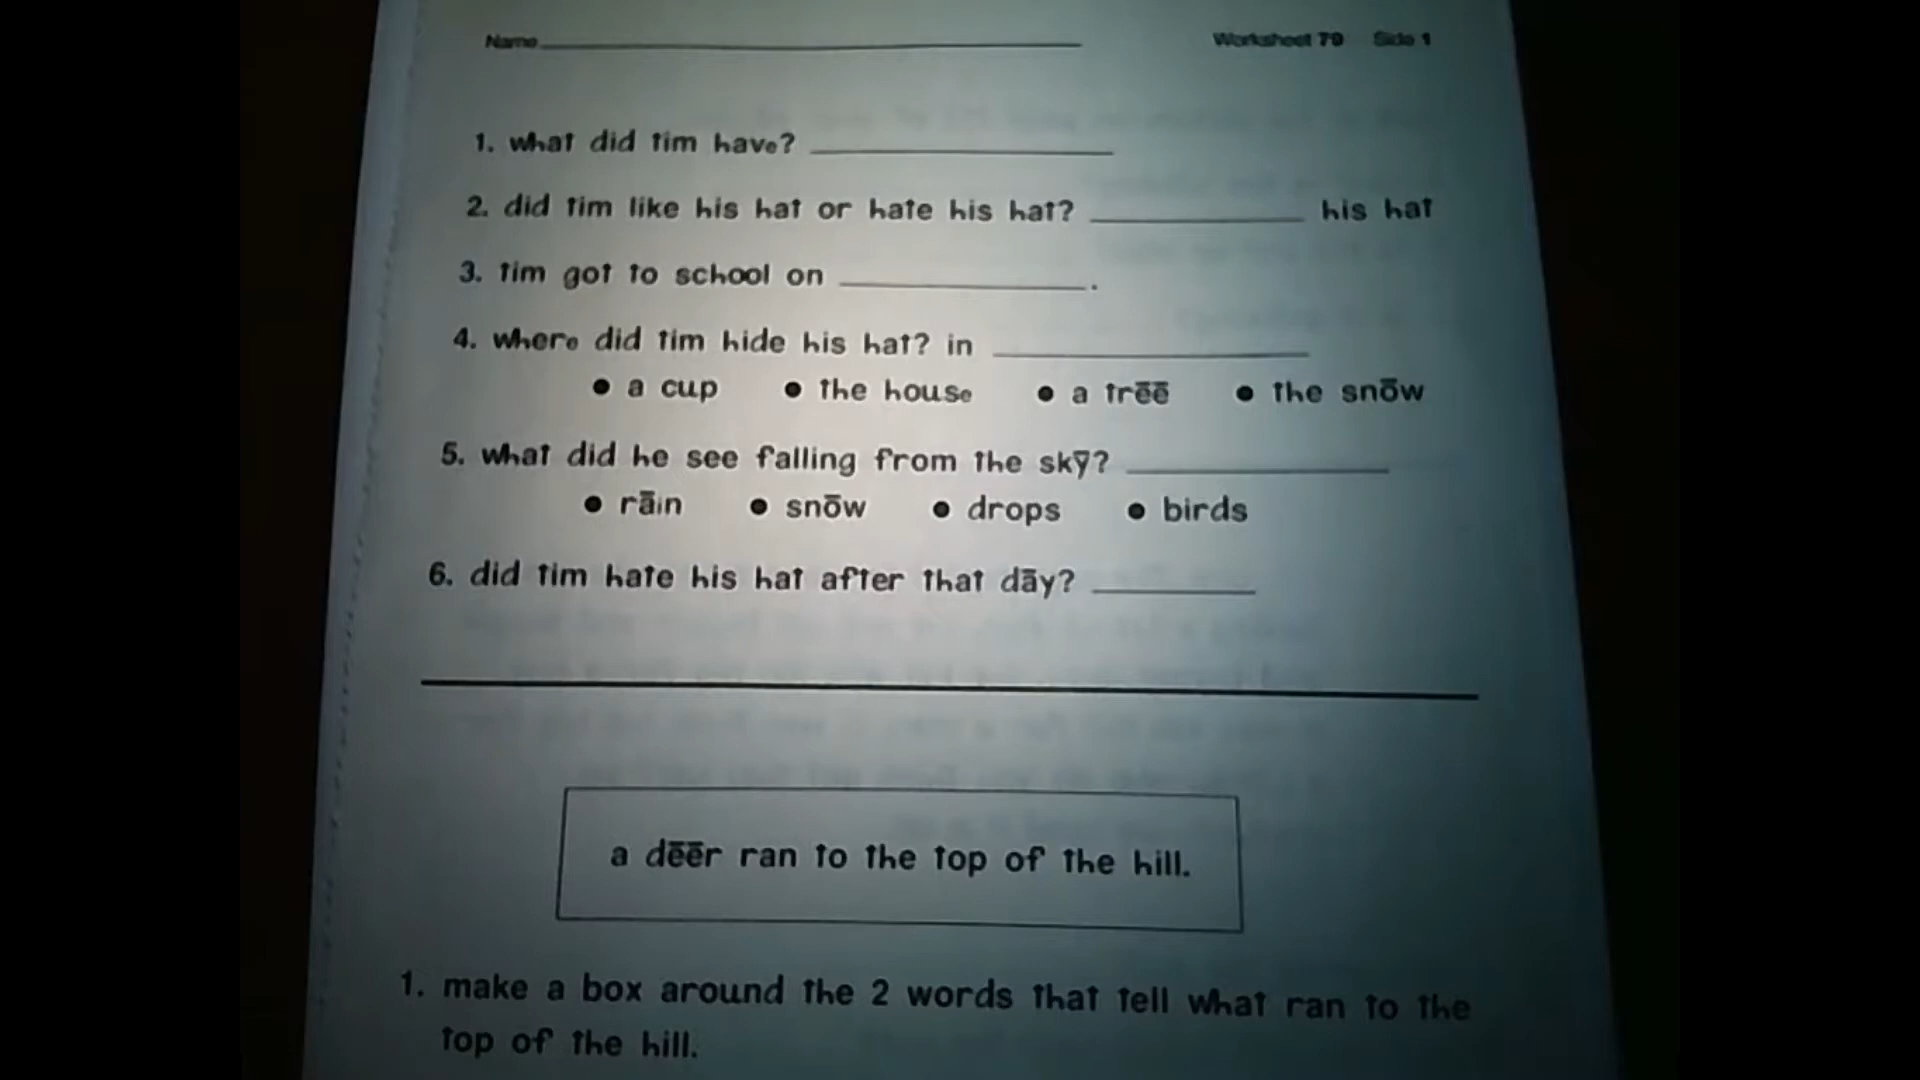 Name
Worksheet 79 Side 1
1. what did tim have?
2. did tim like his hat or hate his hat? his hat
3. tim got to school on .
4. where did tim hide his hat? in
• a cup • the house • a trēē • the snōw
5. what did he see falling from the sky̅?
• rāin • snōw • drops • birds
6. did tim hate his hat after that dāy?
a dēēr ran to the top of the hill.
1. make a box around the 2 words that tell what ran to the
top of the hill.